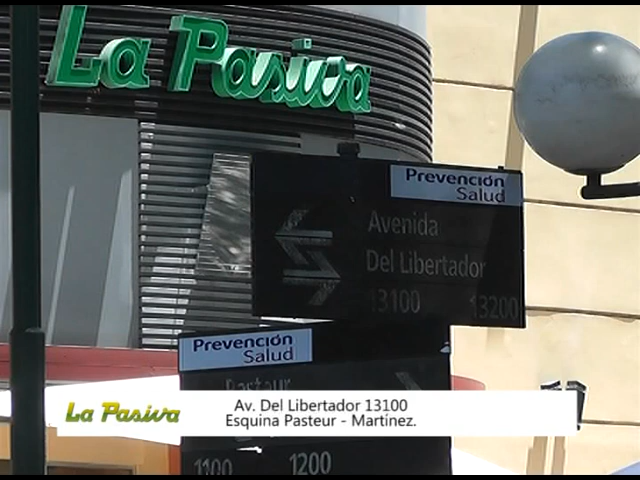 La Pasiva
Prevención
Salud
Avenida
Del Libertador
13100 13200
Prevención
Salud
Pasteur
La Pasiva
Av. Del Libertador 13100
Esquina Pasteur - Martínez.
1100 1200